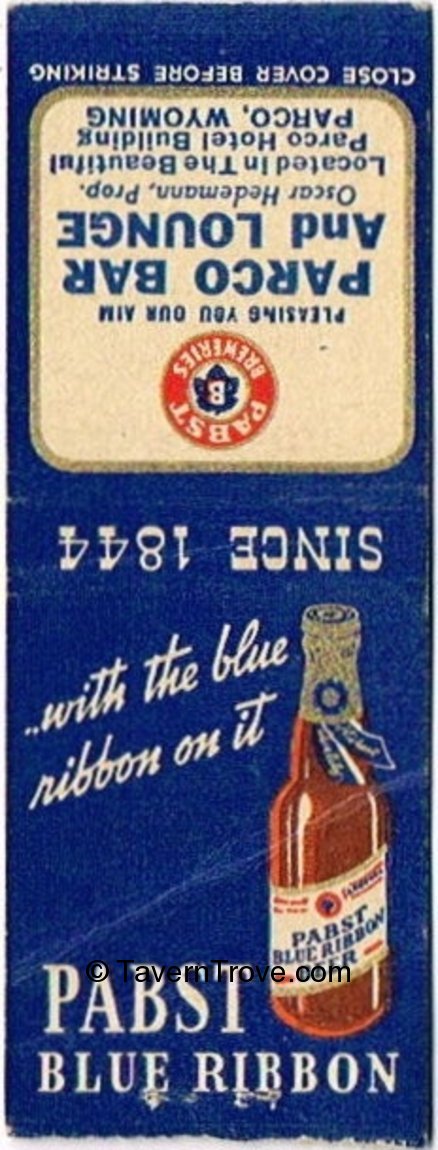 CLOSE COVER BEFORE STRIKING
PLEASING YOU OUR AIM
PARCO BAR
And LOUNGE
Oscar Hedemann, Prop.
Located In The Beautiful
Parco Hotel Building
PARCO, WYOMING
PABST
BREWERIES
B
SINCE 1844
..with the blue
ribbon on it
PABST
BLUE RIBBON
BEER
© TavernTrove.com
PABST
BLUE RIBBON